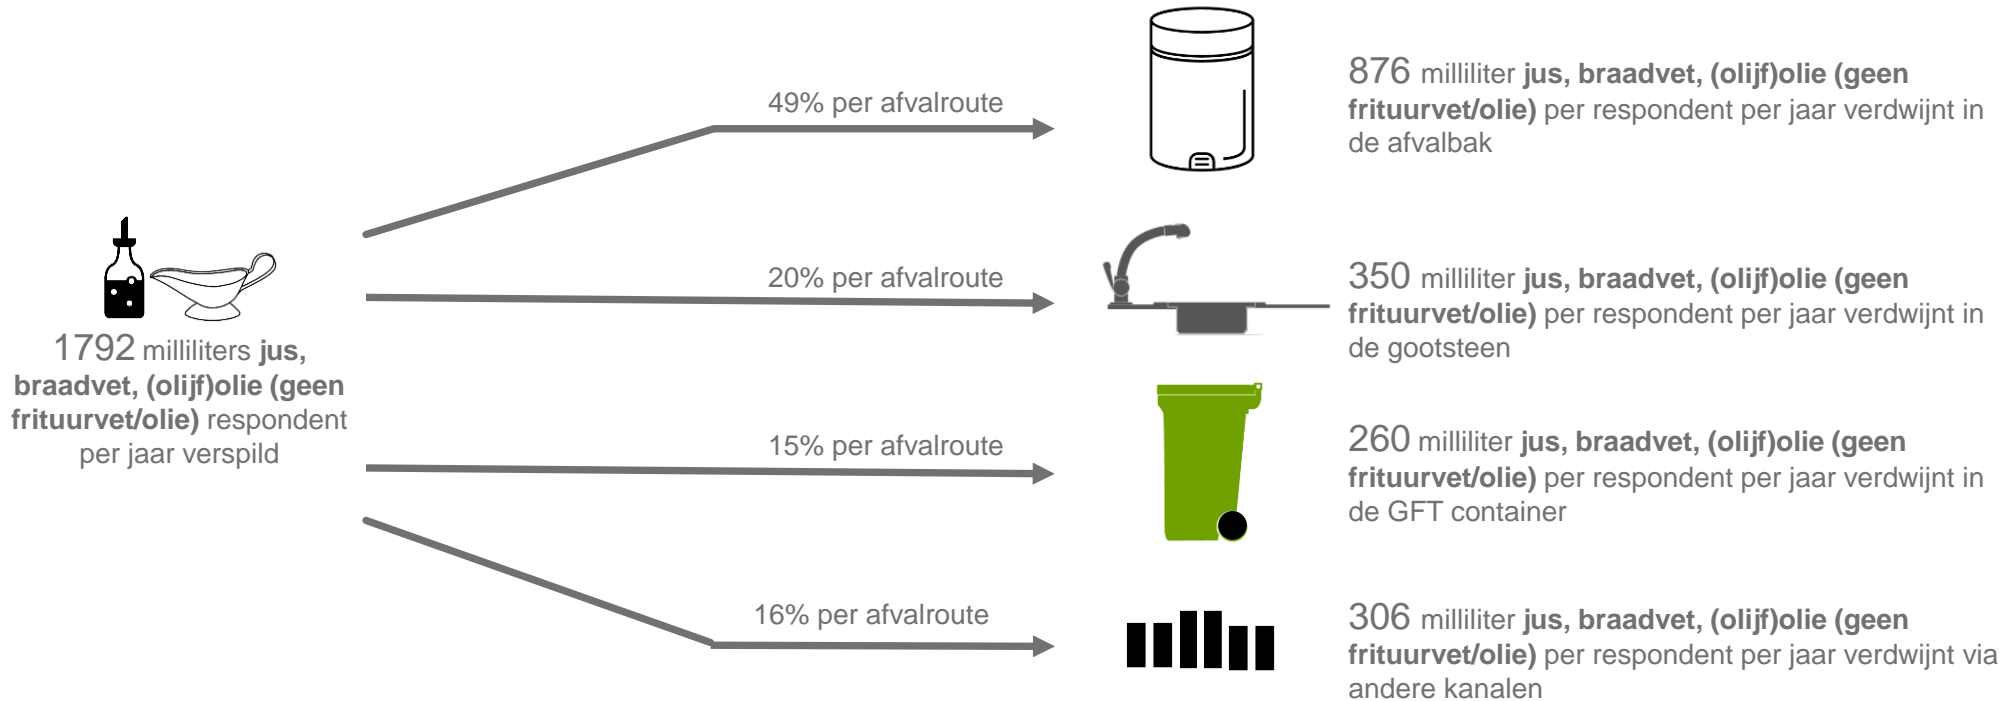 49% per afvalroute
876 milliliter jus, braadvet, (olijf)olie (geen
frituurvet/olie) per respondent per jaar verdwijnt in
de afvalbak
20% per afvalroute
350 milliliter jus, braadvet, (olijf)olie (geen
frituurvet/olie) per respondent per jaar verdwijnt in
de gootsteen
1792 milliliters jus,
braadvet, (olijf)olie (geen
frituurvet/olie) respondent
per jaar verspild
15% per afvalroute
260 milliliter jus, braadvet, (olijf)olie (geen
frituurvet/olie) per respondent per jaar verdwijnt in
de GFT container
16% per afvalroute
306 milliliter jus, braadvet, (olijf)olie (geen
frituurvet/olie) per respondent per jaar verdwijnt via
andere kanalen